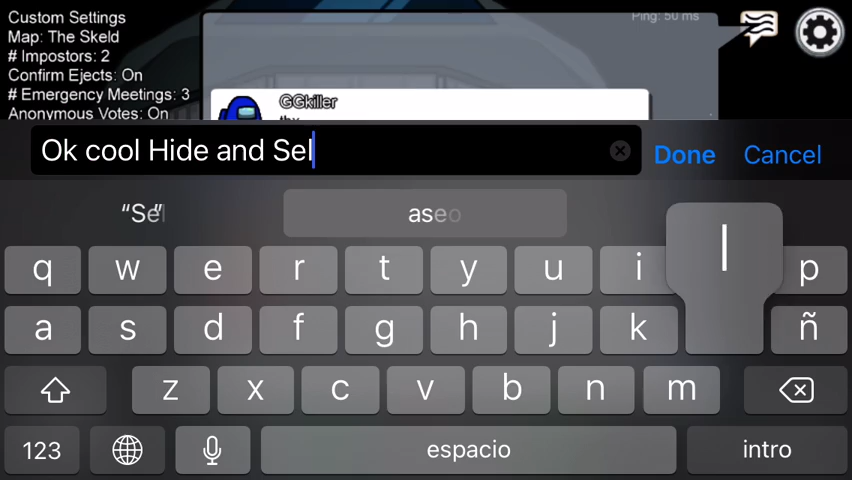 Custom Settings
Map: The Skeld
# Impostors: 2
Confirm Ejects: On
# Emergency Meetings: 3
Anonymous Votes: On
Ping: 50 ms
GGkiller
Ok cool Hide and Sel
Done
Cancel
“Sel”
aseo
q w e r t y u i l p
a s d f g h j k ñ
z x c v b n m
123
espacio
intro